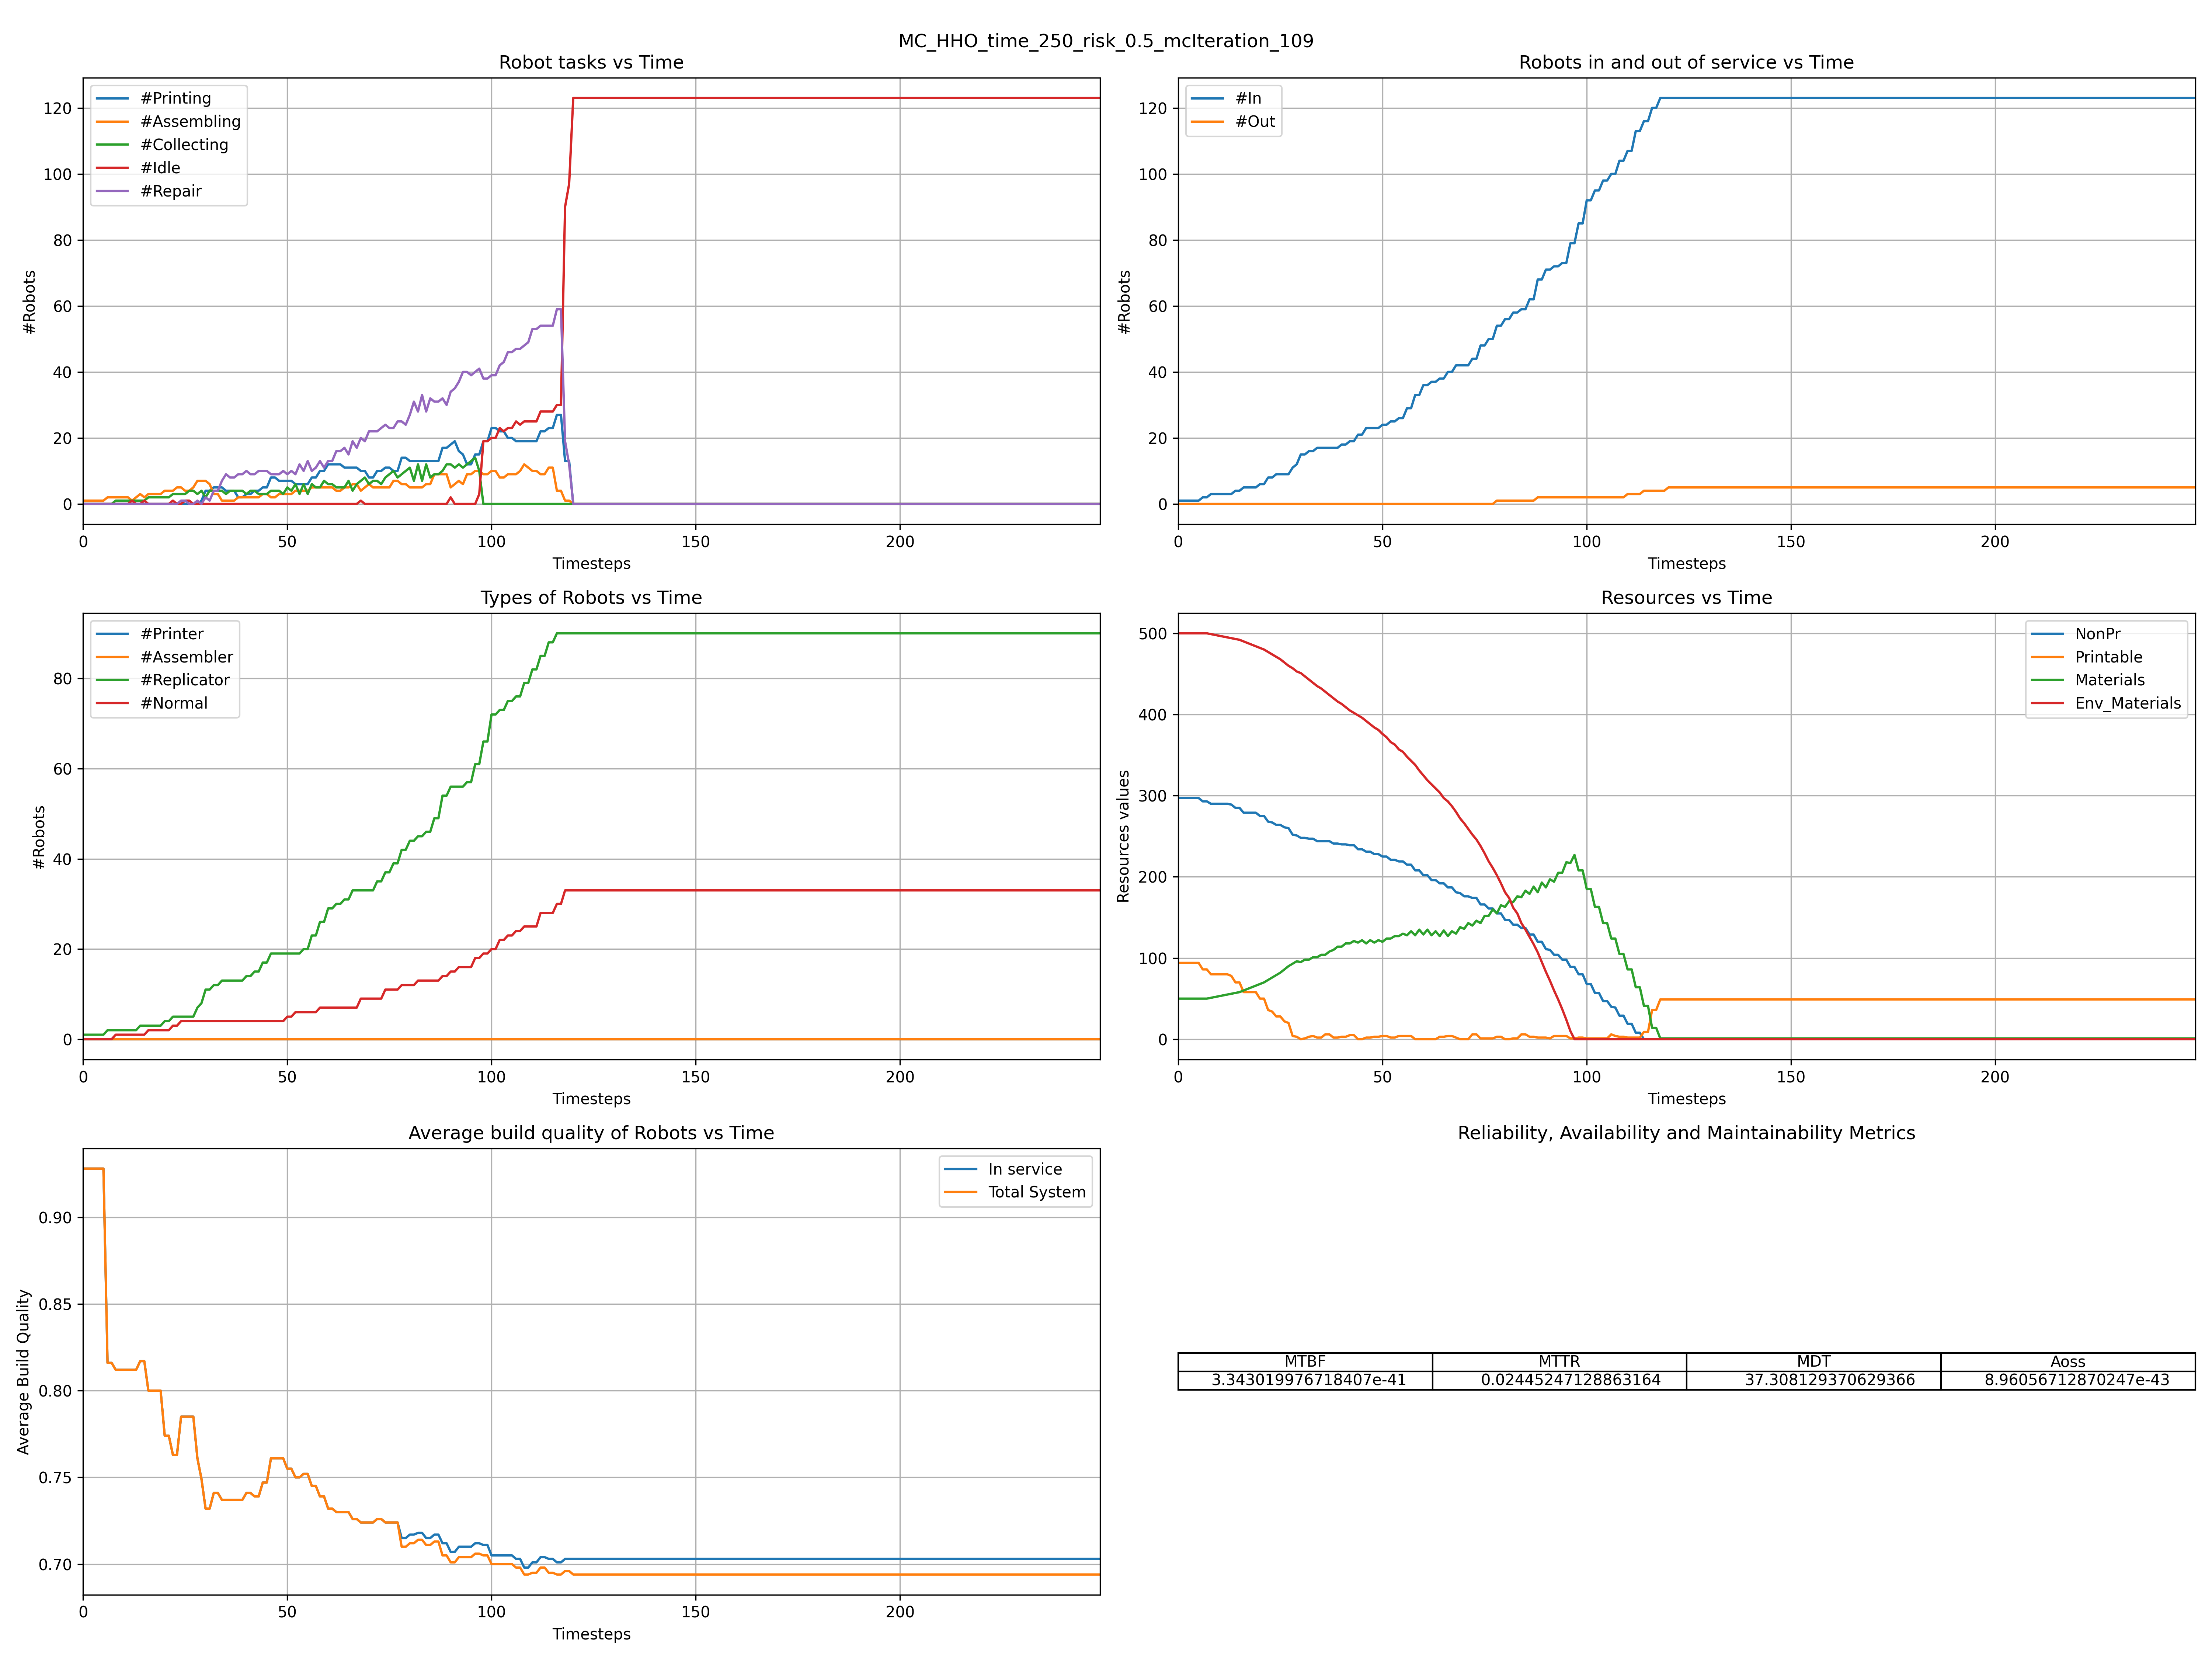 MC_HHO_time_250_risk_0.5_mcIteration_109
Robot tasks vs Time
#Printing
#Assembling
#Collecting
#Idle
#Repair
#Robots
120
100
80
60
40
20
0
0 50 100 150 200
Timesteps
Robots in and out of service vs Time
#In
#Out
#Robots
120
100
80
60
40
20
0
0 50 100 150 200
Timesteps
Types of Robots vs Time
#Printer
#Assembler
#Replicator
#Normal
#Robots
80
60
40
20
0
0 50 100 150 200
Timesteps
Resources vs Time
NonPr
Printable
Materials
Env_Materials
Resources values
500
400
300
200
100
0
0 50 100 150 200
Timesteps
Average build quality of Robots vs Time
In service
Total System
Average Build Quality
0.90
0.85
0.80
0.75
0.70
0 50 100 150 200
Timesteps
Reliability, Availability and Maintainability Metrics
MTBF MTTR MDT Aoss
3.343019976718407e-41 0.02445247128863164 37.308129370629366 8.96056712870247e-43